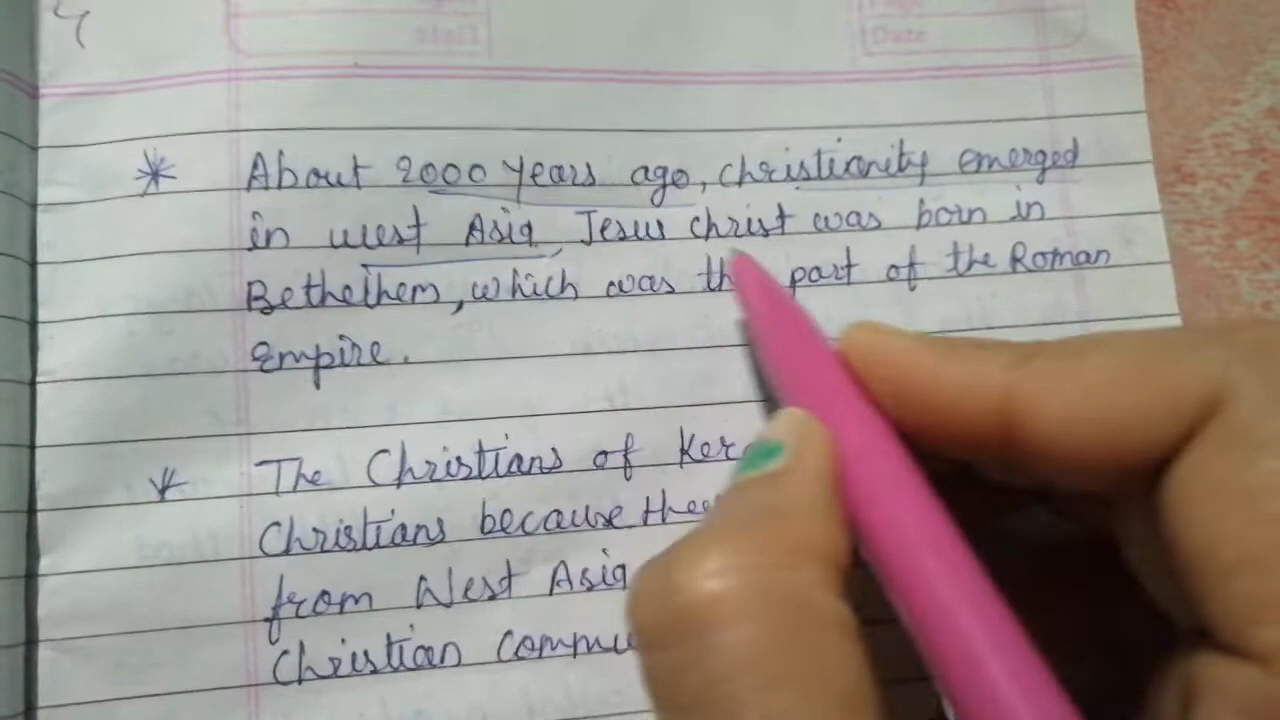 Date
* About 2000 years ago, christianity emerged
in west Asia, Jesus christ was born in
Bethelhem, which was the part of the Roman
empire.
* The Christians of Ker
Christians because
from West Asia
Christian commu